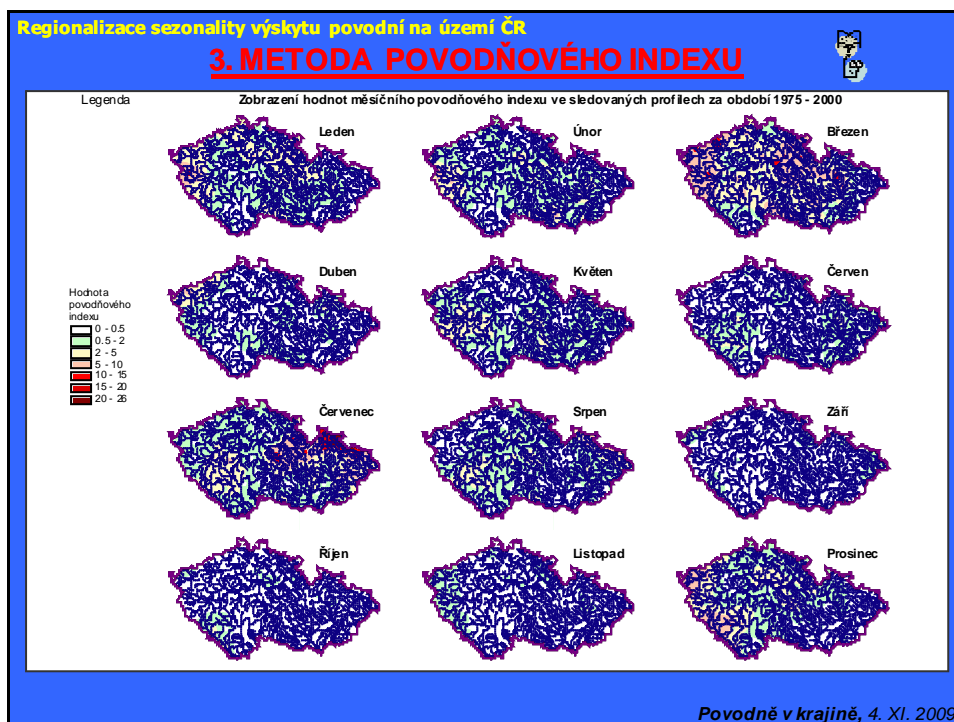 Regionalizace sezonality výskytu povodní na území ČR
3. METODA POVODŇOVÉHO INDEXU
Legenda
Zobrazení hodnot měsíčního povodňového indexu ve sledovaných profilech za období 1975 - 2000
Leden
Únor
Březen
Duben
Květen
Červen
Hodnota
povodňového
indexu
0 - 0.5
0.5 - 2
2 - 5
5 - 10
10 - 15
15 - 20
20 - 26
Červenec
Srpen
Září
Říjen
Listopad
Prosinec
Povodně v krajině, 4. XI. 2009